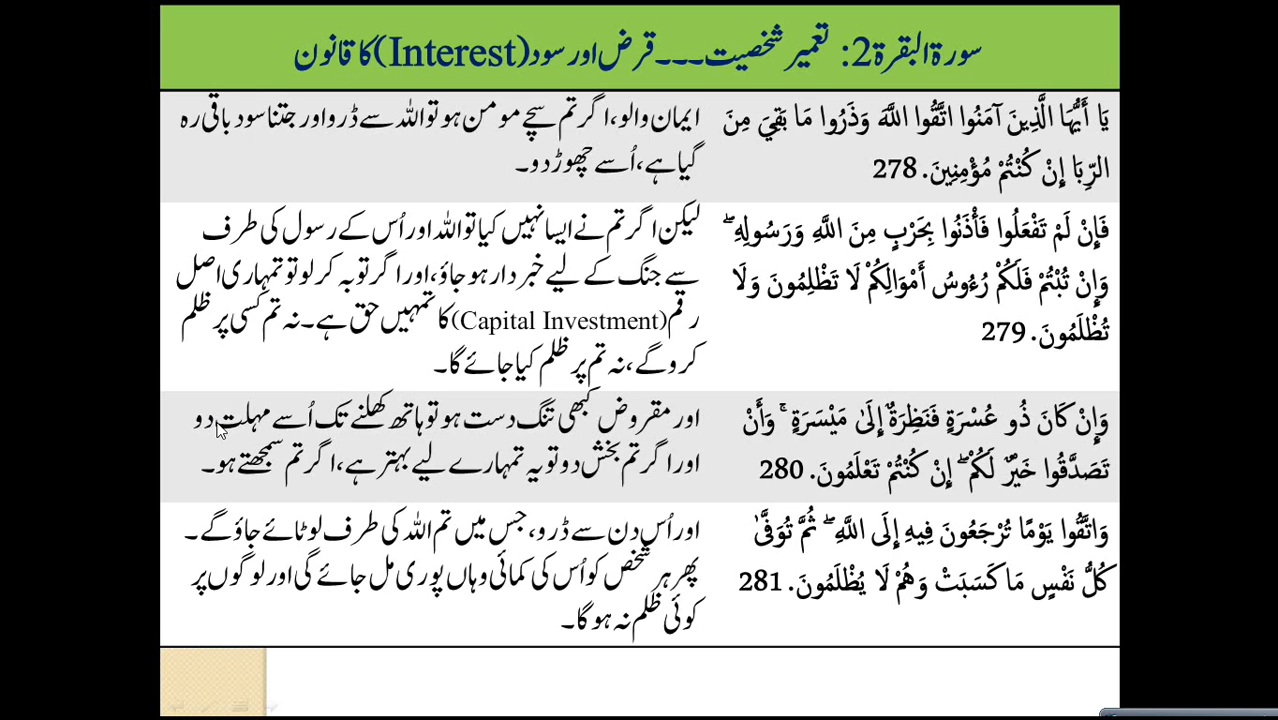 سورۃ البقرۃ 2: تعمیر شخصیت۔۔۔ قرض اور سود (Interest) کا قانون
يَا أَيُّهَا الَّذِينَ آمَنُوا اتَّقُوا اللَّهَ وَذَرُوا مَا بَقِيَ مِنَ
الرِّبَا إِنْ كُنْتُمْ مُؤْمِنِينَ. 278
ایمان والو، اگر تم سچے مومن ہو تو اللہ سے ڈرو اور جتنا سود باقی رہ
گیا ہے، اُسے چھوڑ دو۔
فَإِنْ لَمْ تَفْعَلُوا فَأْذَنُوا بِحَرْبٍ مِنَ اللَّهِ وَرَسُولِهِ ۖ
وَإِنْ تُبْتُمْ فَلَكُمْ رُءُوسُ أَمْوَالِكُمْ لَا تَظْلِمُونَ وَلَا
تُظْلَمُونَ. 279
لیکن اگر تم نے ایسا نہیں کیا تو اللہ اور اُس کے رسول کی طرف
سے جنگ کے لیے خبردار ہو جاؤ، اور اگر توبہ کر لو تو تمہاری اصل
رقم (Capital Investment) کا تمہیں حق ہے۔ نہ تم کسی پر ظلم
کرو گے، نہ تم پر ظلم کیا جائے گا۔
وَإِنْ كَانَ ذُو عُسْرَةٍ فَنَظِرَةٌ إِلَىٰ مَيْسَرَةٍ ۚ وَأَنْ
تَصَدَّقُوا خَيْرٌ لَكُمْ ۖ إِنْ كُنْتُمْ تَعْلَمُونَ. 280
اور مقروض کبھی تنگ دست ہو تو ہاتھ کھلنے تک اُسے مہلت دو
اور اگر تم بخش دو تو یہ تمہارے لیے بہتر ہے، اگر تم سمجھتے ہو۔
وَاتَّقُوا يَوْمًا تُرْجَعُونَ فِيهِ إِلَى اللَّهِ ۖ ثُمَّ تُوَفَّىٰ
كُلُّ نَفْسٍ مَا كَسَبَتْ وَهُمْ لَا يُظْلَمُونَ. 281
اور اُس دن سے ڈرو، جس میں تم اللہ کی طرف لوٹائے جاؤ گے۔
پھر ہر شخص کو اُس کی کمائی وہاں پوری مل جائے گی اور لوگوں پر
کوئی ظلم نہ ہو گا۔